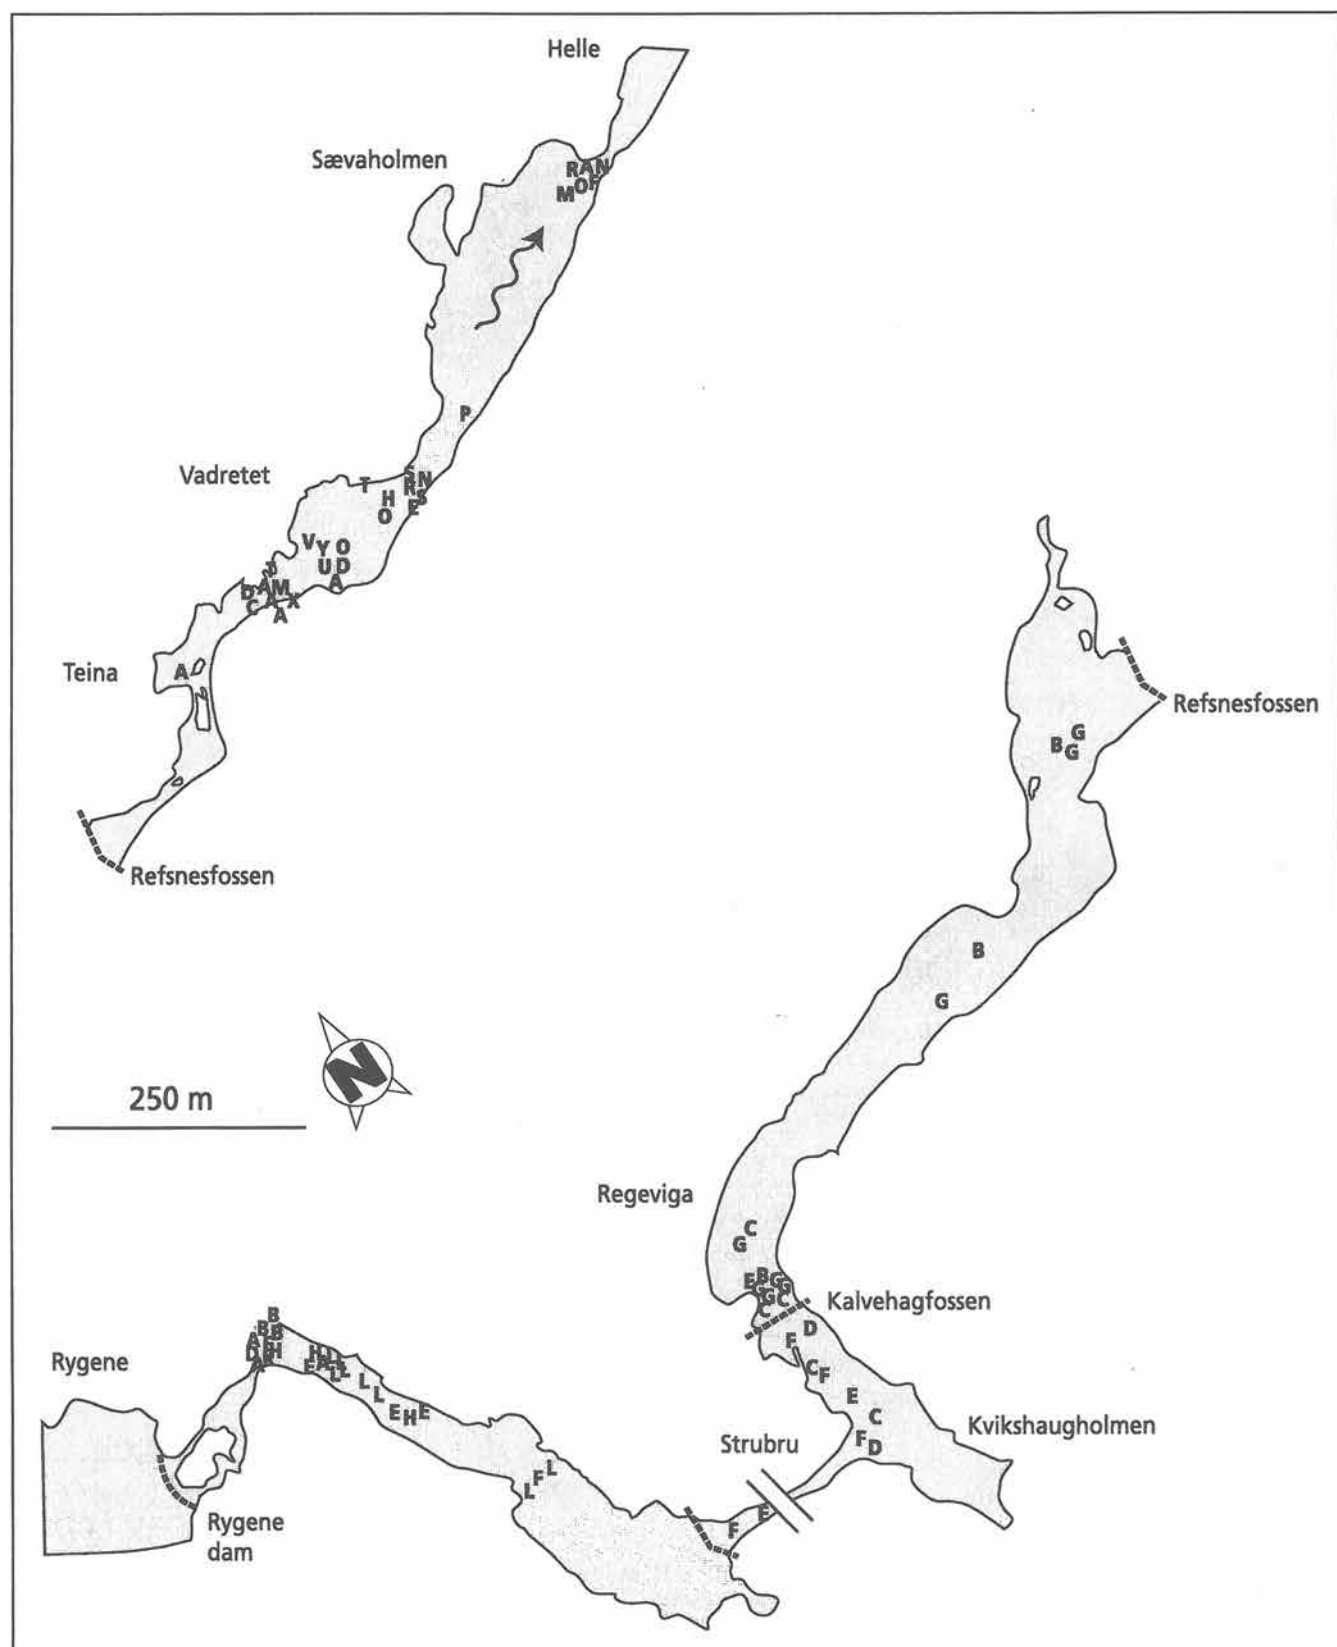 Helle
Sævaholmen
R A N
M O F
P
Vadretet
T
N
H R S
O E
V Y O
U D
A
D A M
C A X
A
Teina
A
Refsnesfossen
Refsnesfossen
B G
G
B
G
N
250 m
Regeviga
C
G
E B G G
G C
C
Kalvehagfossen
D
F
C F
E
C
F D
Kvikshaugholmen
Strubru
E
F
Rygene
B
B B
A
D H
A
H
E A
L L
L
L
E H E
L
F
L
Rygene
dam